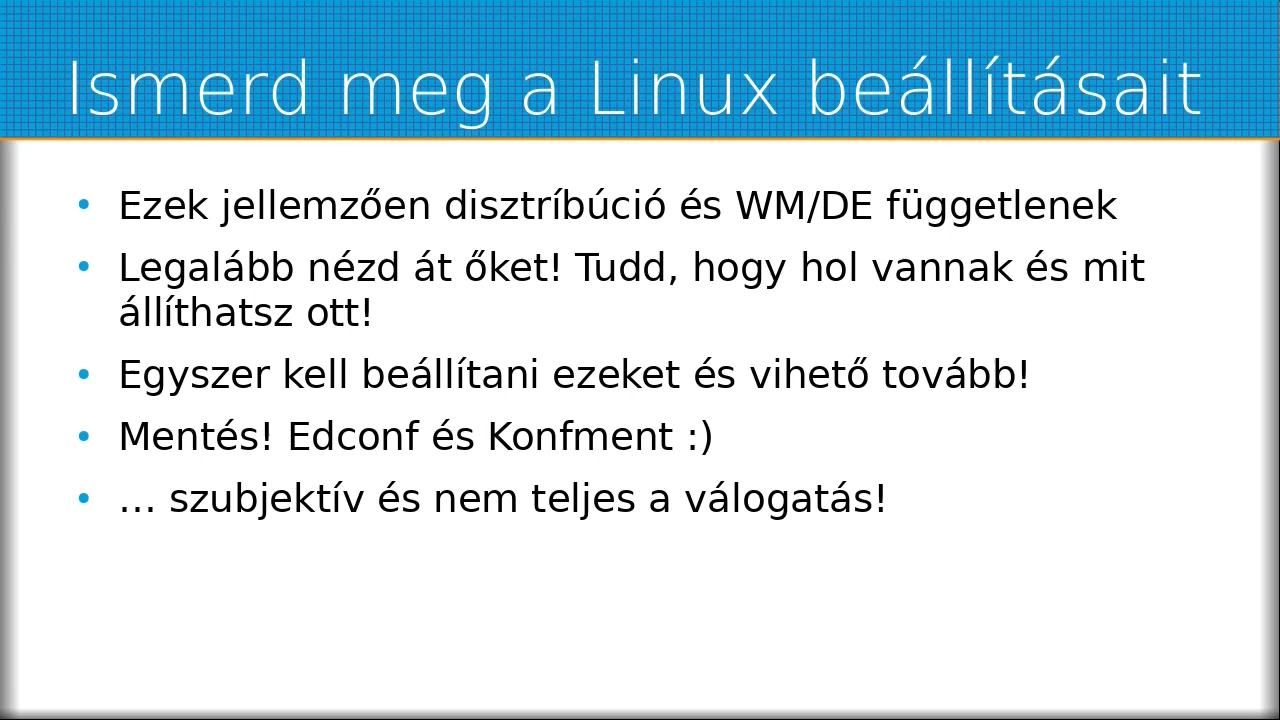 Ismerd meg a Linux beállításait
• Ezek jellemzően disztríbúció és WM/DE függetlenek
• Legalább nézd át őket! Tudd, hogy hol vannak és mit
állíthatsz ott!
• Egyszer kell beállítani ezeket és vihető tovább!
• Mentés! Edconf és Konfment :)
• … szubjektív és nem teljes a válogatás!